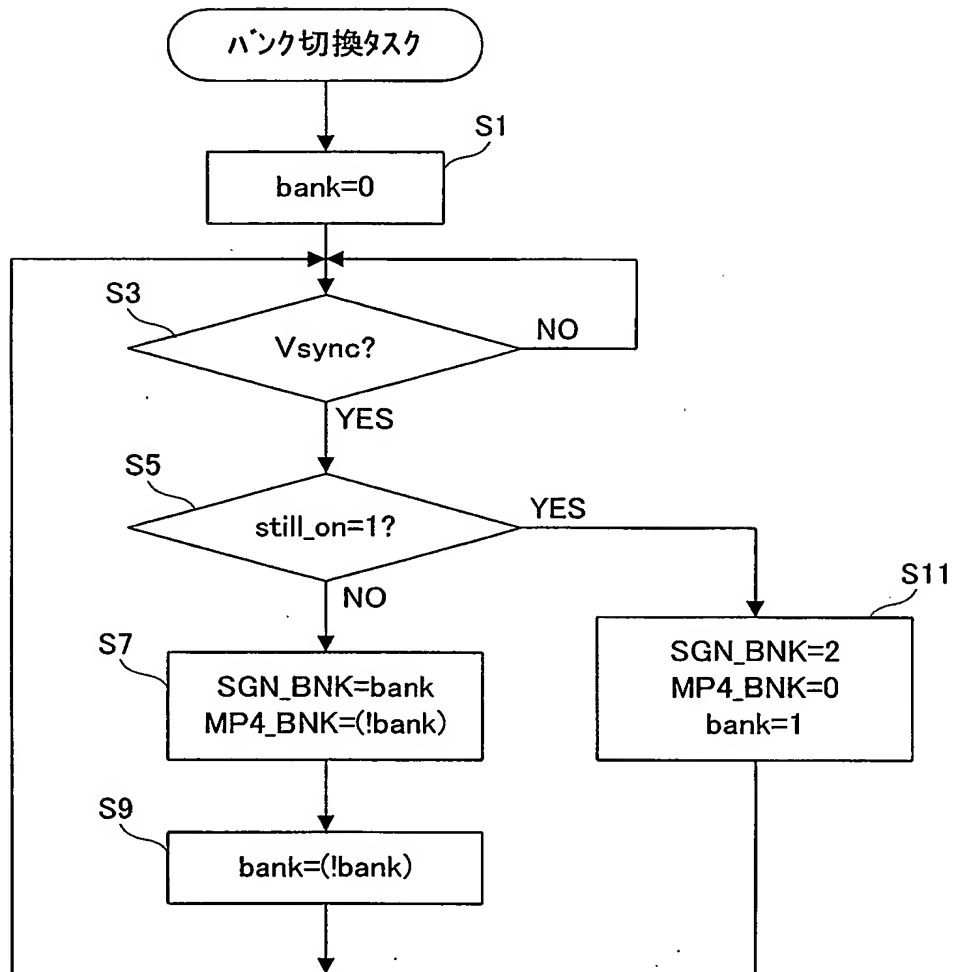 バンク切換タスク
S1
bank=0
S3
Vsync?
NO
YES
S5
still_on=1?
YES
NO
S11
SGN_BNK=2
MP4_BNK=0
bank=1
S7
SGN_BNK=bank
MP4_BNK=(!bank)
S9
bank=(!bank)